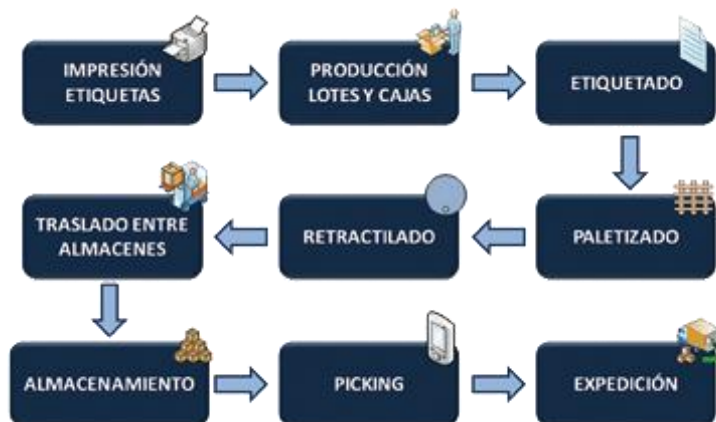 IMPRESIÓN
ETIQUETAS
PRODUCCIÓN
LOTES Y CAJAS
ETIQUETADO
PALETIZADO
RETRACTILADO
TRASLADO ENTRE
ALMACENES
ALMACENAMIENTO
PICKING
EXPEDICIÓN